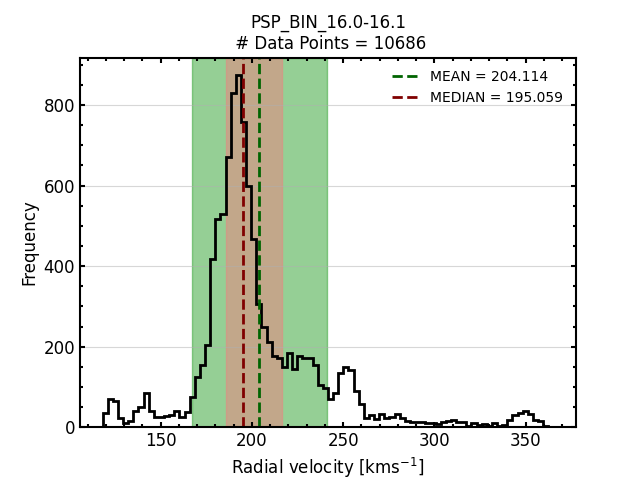 PSP_BIN_16.0-16.1
# Data Points = 10686
MEAN = 204.114
MEDIAN = 195.059
Frequency
800
600
400
200
0
150 200 250 300 350
Radial velocity [kms⁻¹]